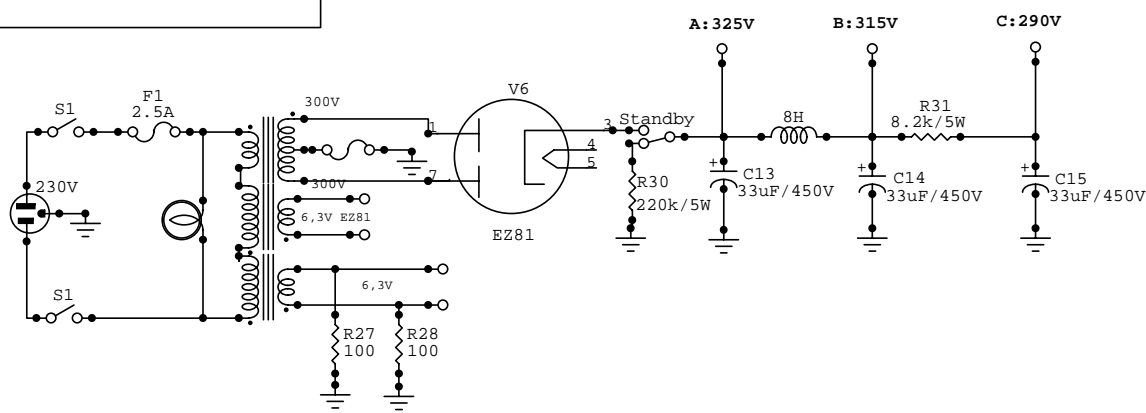 A:325V
B:315V
C:290V
S1
F1
2.5A
300V
V6
1
3
Standby
4
5
8H
R31
8.2k/5W
230V
7
300V
6,3V EZ81
EZ81
R30
220k/5W
+
C13
33uF/450V
+
C14
33uF/450V
+
C15
33uF/450V
6,3V
S1
R27
100
R28
100